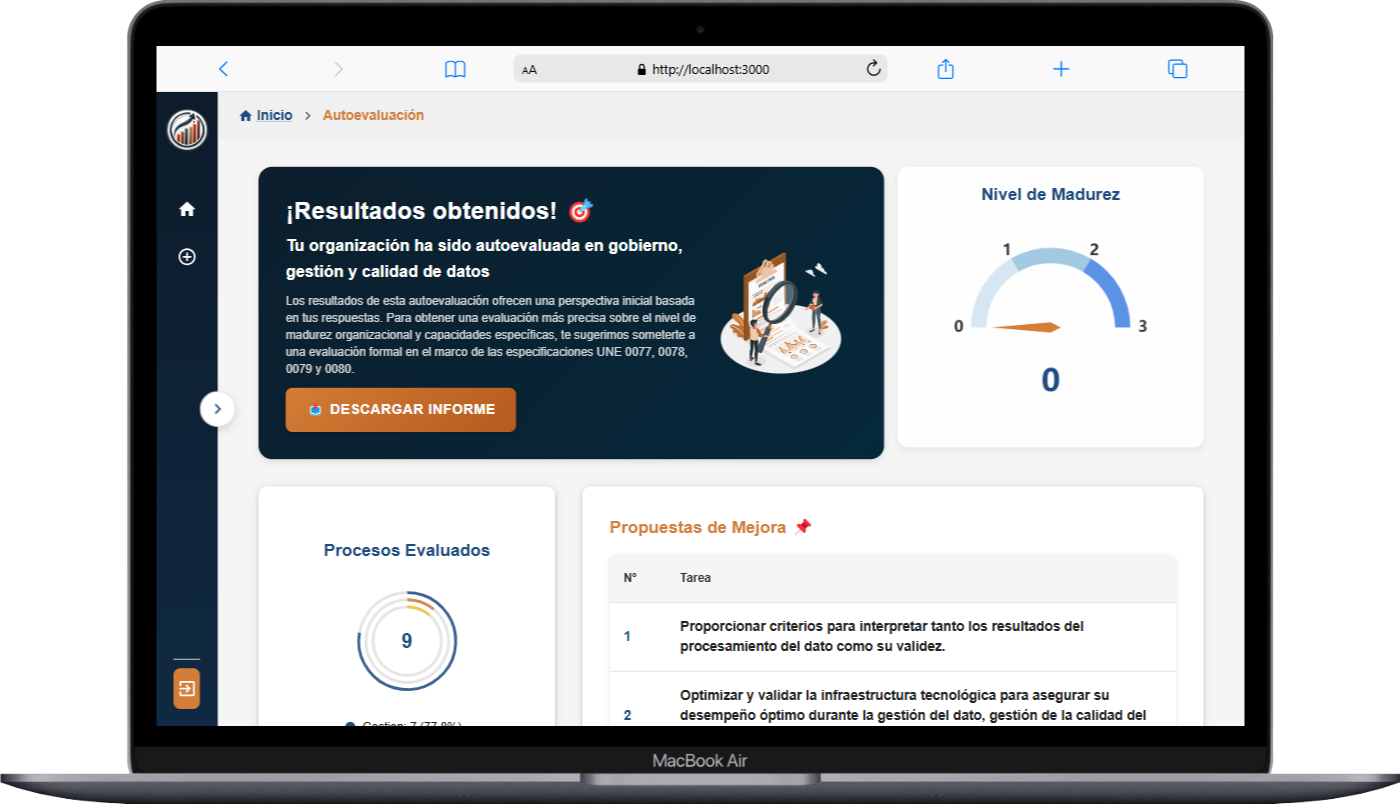 AA
http://localhost:3000
Inicio
Autoevaluación
¡Resultados obtenidos!
Tu organización ha sido autoevaluada en gobierno,
gestión y calidad de datos
Los resultados de esta autoevaluación ofrecen una perspectiva inicial basada
en tus respuestas. Para obtener una evaluación más precisa sobre el nivel de
madurez organizacional y capacidades específicas, te sugerimos someterte a
una evaluación formal en el marco de las especificaciones UNE 0077, 0078,
0079 y 0080.
DESCARGAR INFORME
Nivel de Madurez
0
1
2
3
0
Procesos Evaluados
9
Gestion: 7 (77.8%)
Propuestas de Mejora
N° Tarea
1
Proporcionar criterios para interpretar tanto los resultados del
procesamiento del dato como su validez.
2
Optimizar y validar la infraestructura tecnológica para asegurar su
desempeño óptimo durante la gestión del dato, gestión de la calidad del
MacBook Air